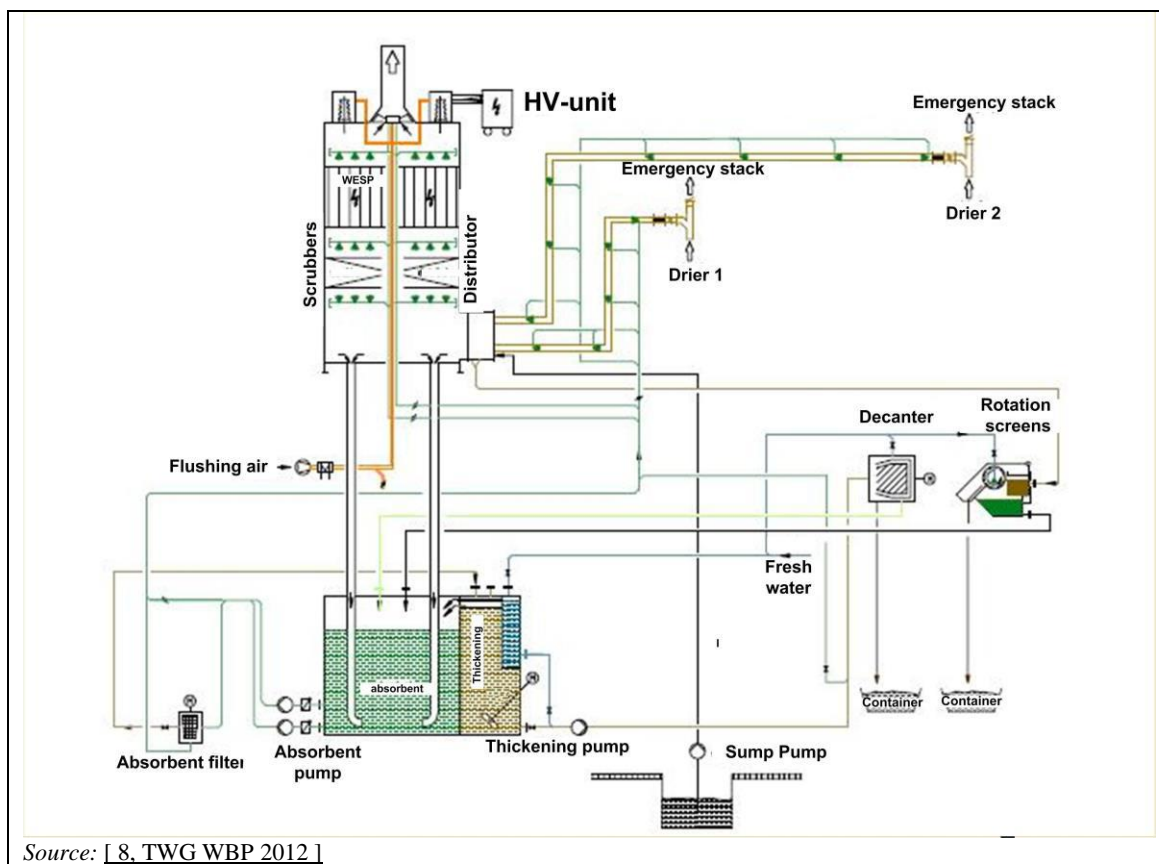 HV-unit
Emergency stack
Emergency stack
WESP
Drier 2
Scrubbers
Distributor
Drier 1
Decanter
Rotation
screens
Flushing air
Fresh
water
Thickening
absorbent
Container
Container
Absorbent filter
Absorbent
pump
Thickening pump
Sump Pump
Source: [ 8, TWG WBP 2012 ]